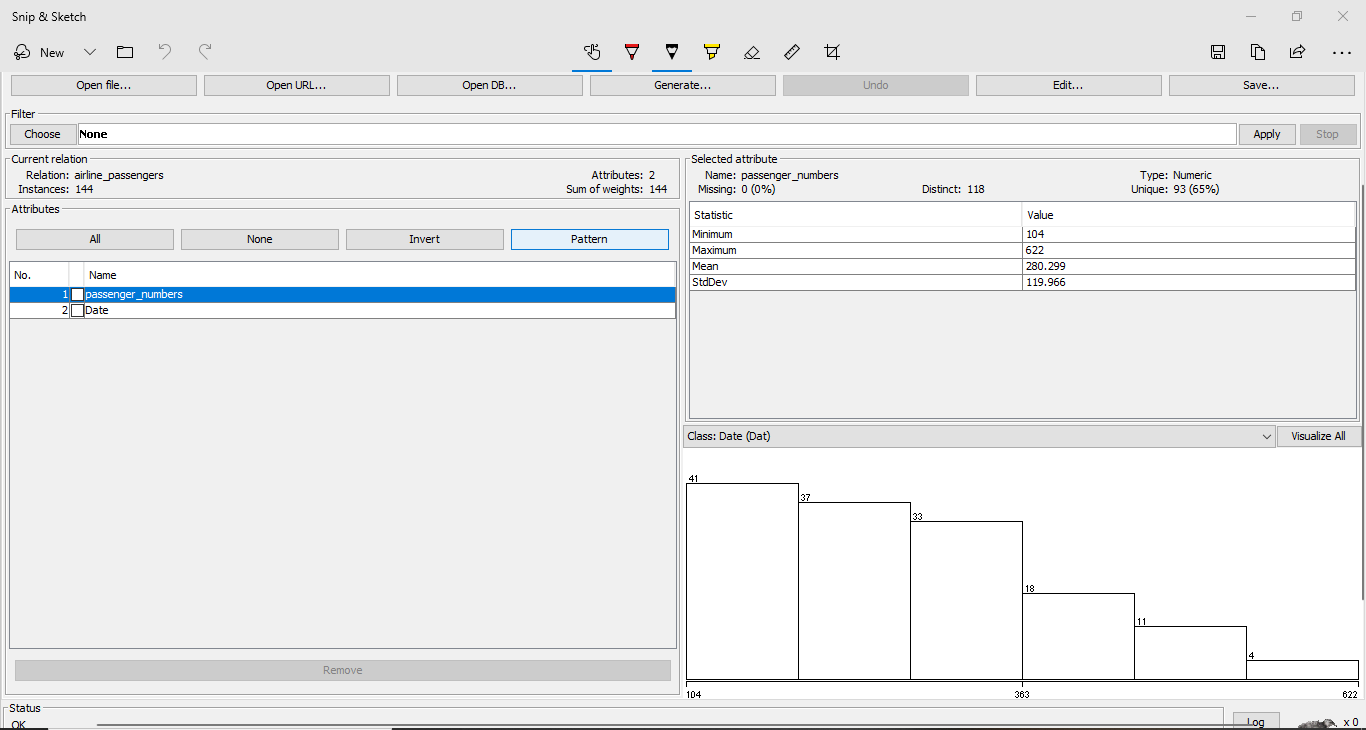 Snip & Sketch
New
Open file... Open URL... Open DB... Generate... Undo Edit... Save...
Filter
Choose None Apply Stop
Current relation
Relation: airline_passengers Attributes: 2
Instances: 144 Sum of weights: 144
Attributes
All None Invert Pattern
No. Name
1 passenger_numbers
2 Date
Remove
Selected attribute
Name: passenger_numbers Type: Numeric
Missing: 0 (0%) Distinct: 118 Unique: 93 (65%)
Statistic Value
Minimum 104
Maximum 622
Mean 280.299
StdDev 119.966
Class: Date (Dat) Visualize All
41
37
33
18
11
4
104 363 622
Status
OK Log x 0